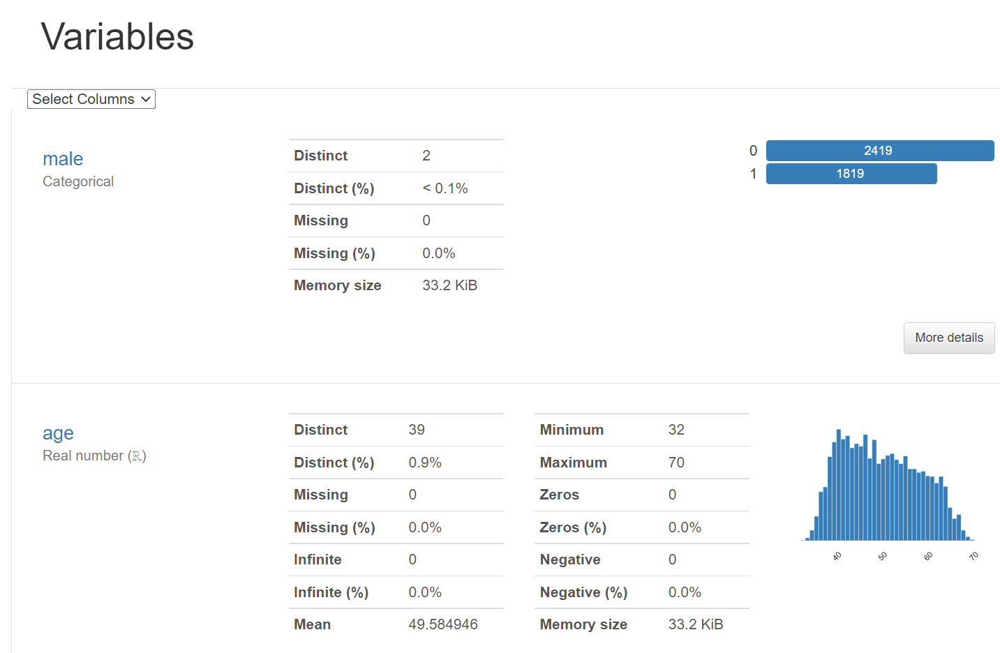 Variables
Select Columns
male
Categorical
Distinct 2
Distinct (%) < 0.1%
Missing 0
Missing (%) 0.0%
Memory size 33.2 KiB
0 2419
1 1819
More details
age
Real number (ℝ)
Distinct 39
Distinct (%) 0.9%
Missing 0
Missing (%) 0.0%
Infinite 0
Infinite (%) 0.0%
Mean 49.584946
Minimum 32
Maximum 70
Zeros 0
Zeros (%) 0.0%
Negative 0
Negative (%) 0.0%
Memory size 33.2 KiB
40 50 60 70